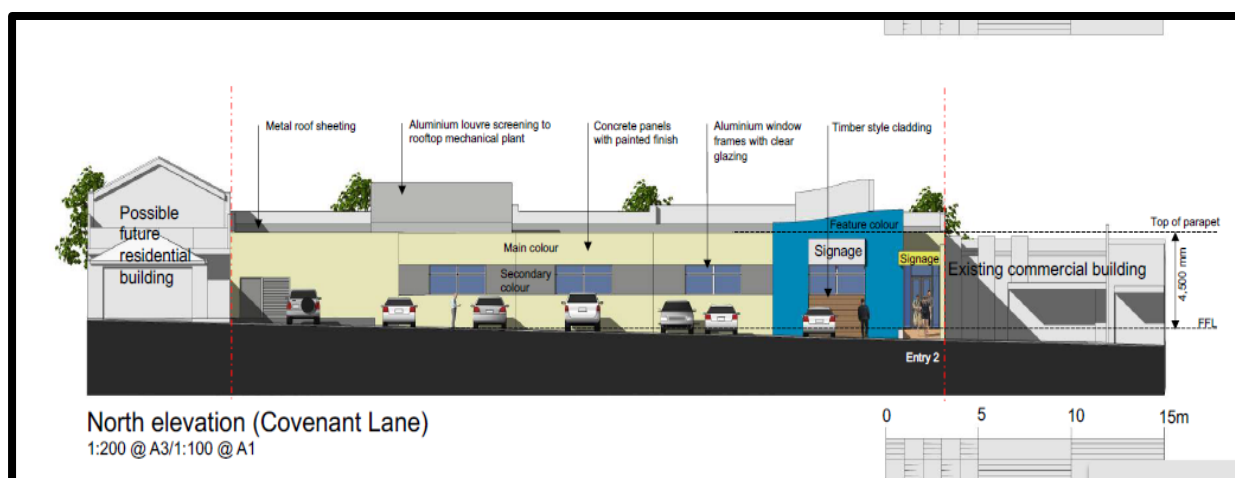 Metal roof sheeting
Aluminium louvre screening to
rooftop mechanical plant
Concrete panels
with painted finish
Aluminium window
frames with clear
glazing
Timber style cladding
Possible
future
residential
building
Main colour
Secondary
colour
Feature colour
Signage
Signage
Existing commercial building
Top of parapet
4,500 mm
FFL
Entry 2
North elevation (Covenant Lane)
1:200 @ A3/1:100 @ A1
0 5 10 15m